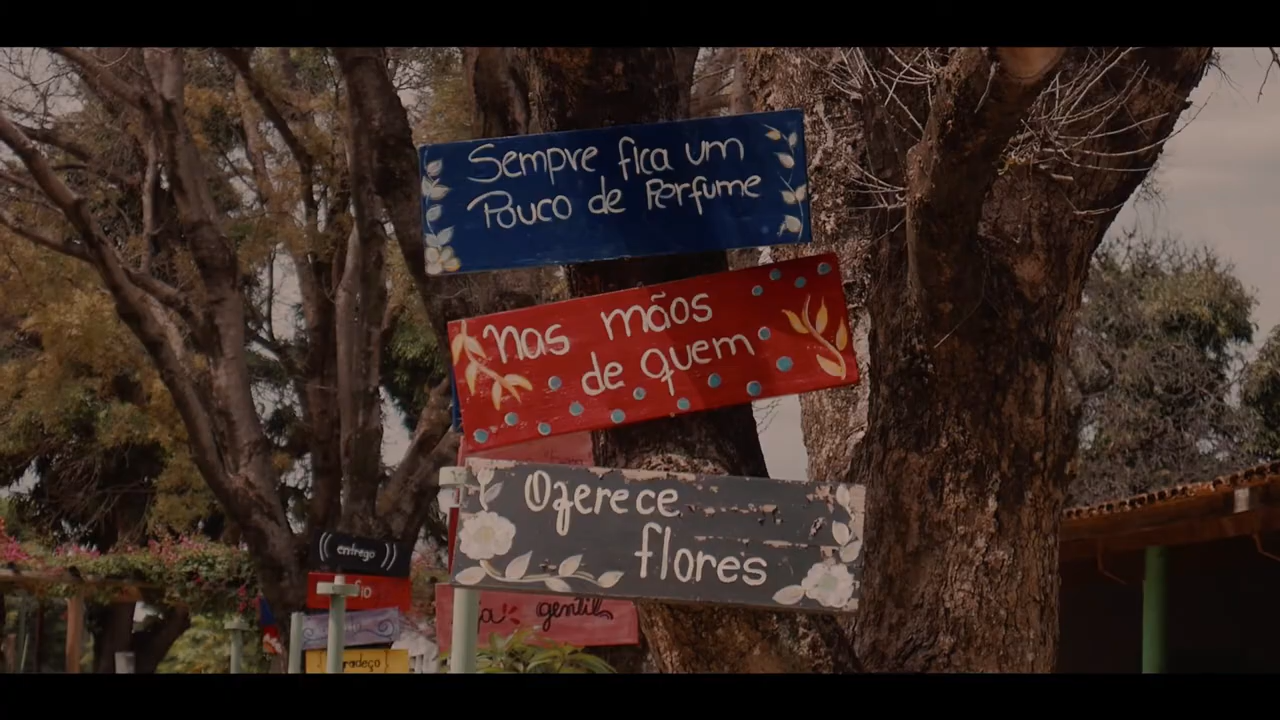 Sempre fica um
Pouco de Perfume
nas mãos
de quem
Oferece
flores
gentil
entrego